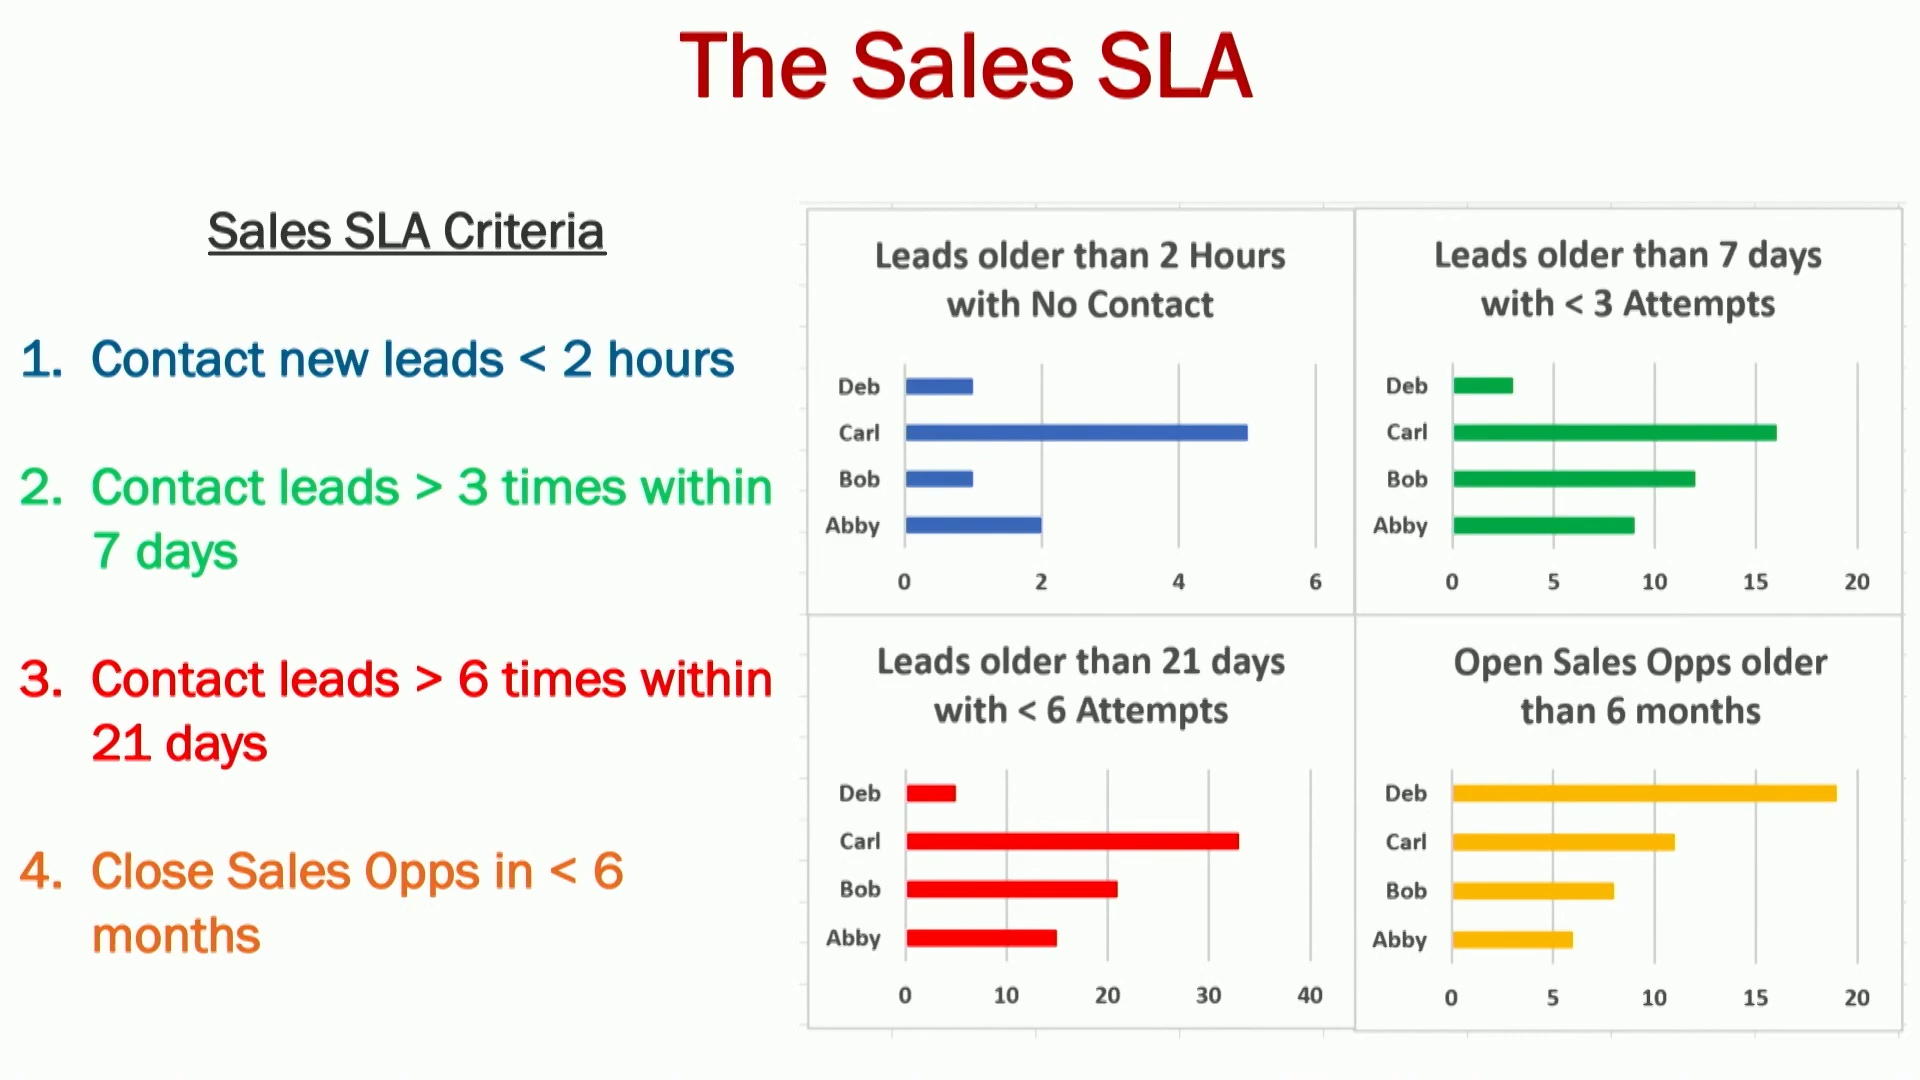 The Sales SLA
Sales SLA Criteria
1. Contact new leads < 2 hours
2. Contact leads > 3 times within
7 days
3. Contact leads > 6 times within
21 days
4. Close Sales Opps in < 6
months
Leads older than 2 Hours
with No Contact
Deb
Carl
Bob
Abby
0 2 4 6
Leads older than 7 days
with < 3 Attempts
Deb
Carl
Bob
Abby
0 5 10 15 20
Leads older than 21 days
with < 6 Attempts
Deb
Carl
Bob
Abby
0 10 20 30 40
Open Sales Opps older
than 6 months
Deb
Carl
Bob
Abby
0 5 10 15 20